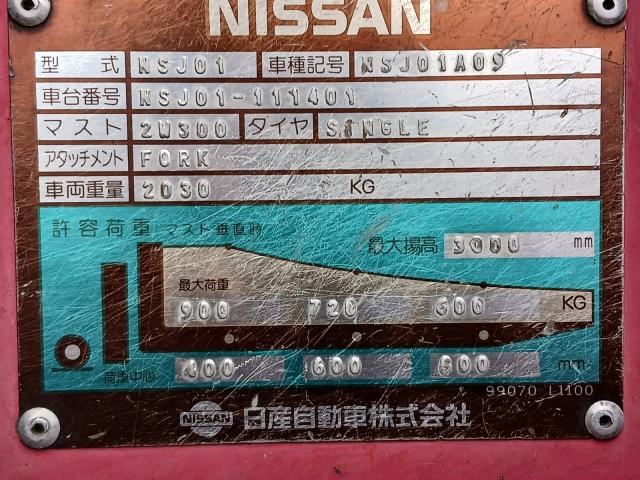 NISSAN
型式 NSJ01 車種記号 NSJ01A09
車台番号 NSJ01-111401
マスト 2W300 タイヤ SINGLE
アタッチメント FORK
車両重量 2030 KG
許容荷重 マスト垂直時
最大揚高 3000 mm
最大荷重
900 720 600 KG
荷重中心 400 600 800 mm
99070 L1100
NISSAN 日産自動車株式会社